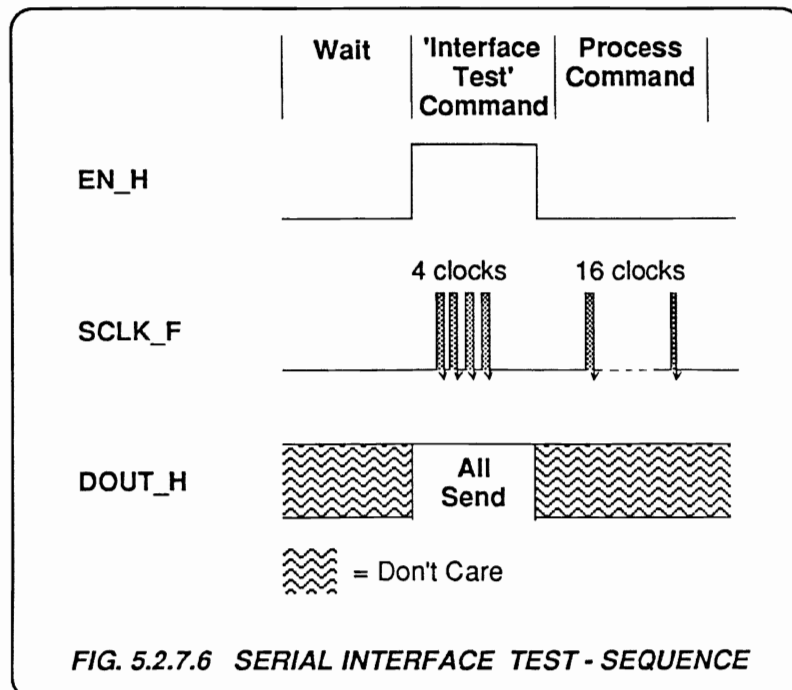 Wait
'Interface
Test'
Command
Process
Command
EN_H
4 clocks
16 clocks
SCLK_F
DOUT_H
All
Send
= Don't Care
FIG. 5.2.7.6 SERIAL INTERFACE TEST - SEQUENCE